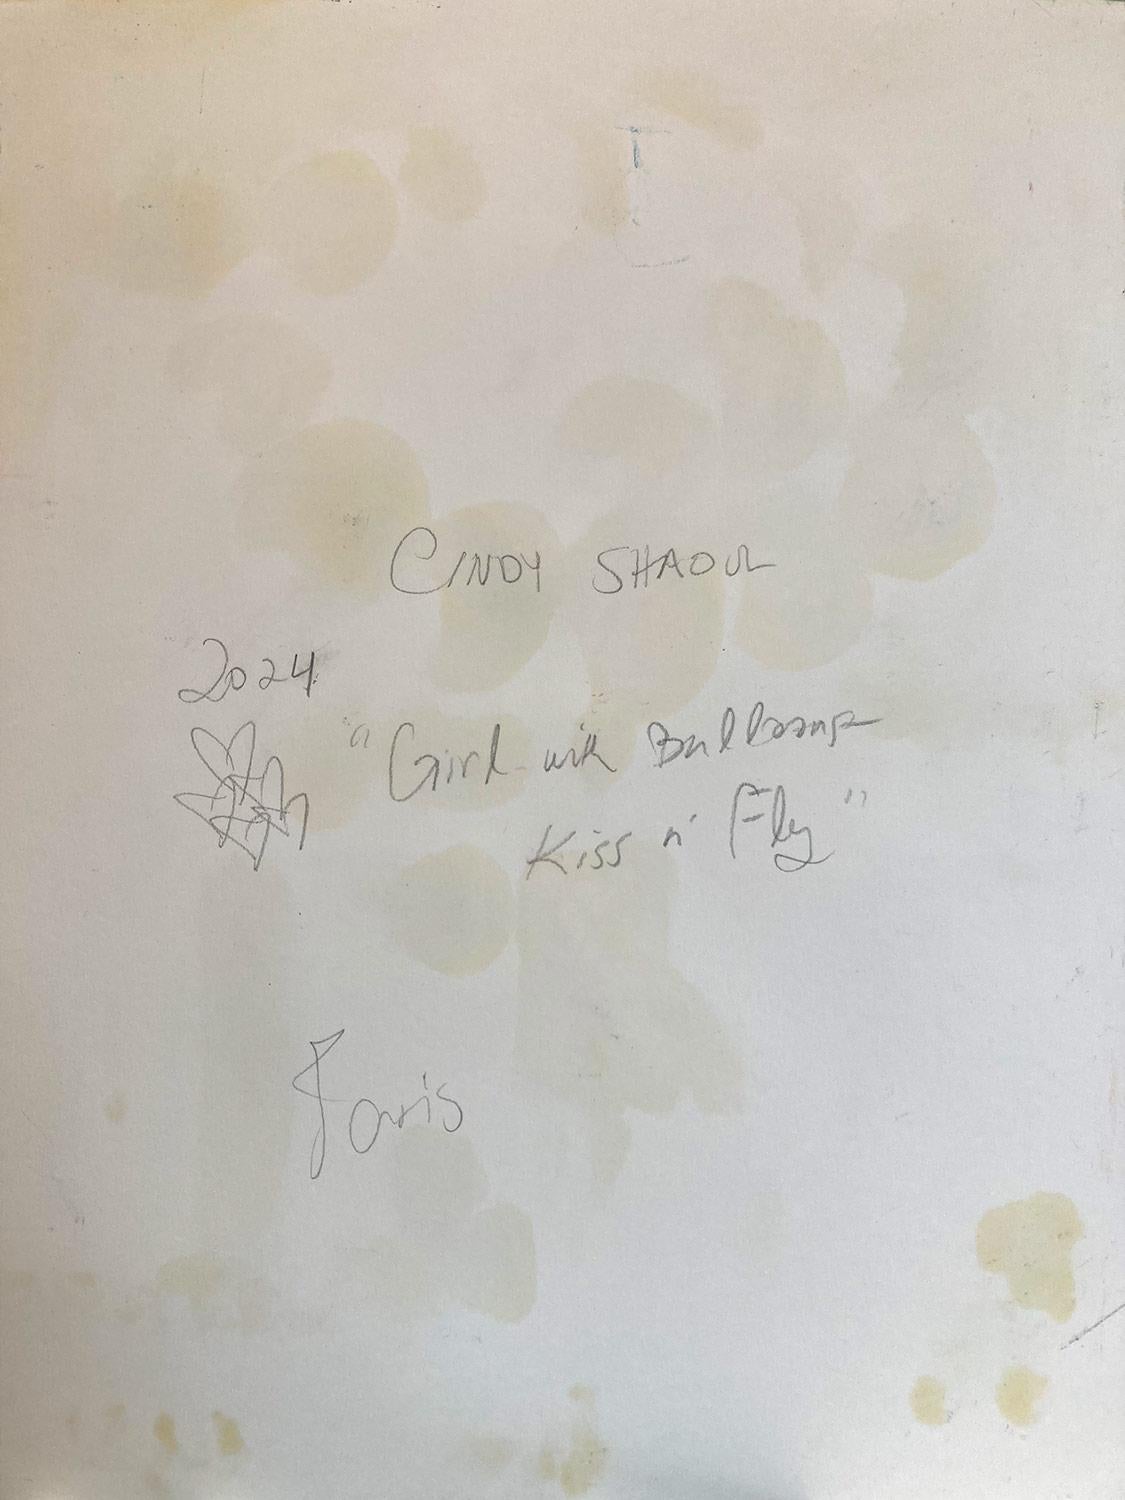 CINDY SHAOUL
2024
"Girl with Balloons
Kiss n' Fly"
Paris